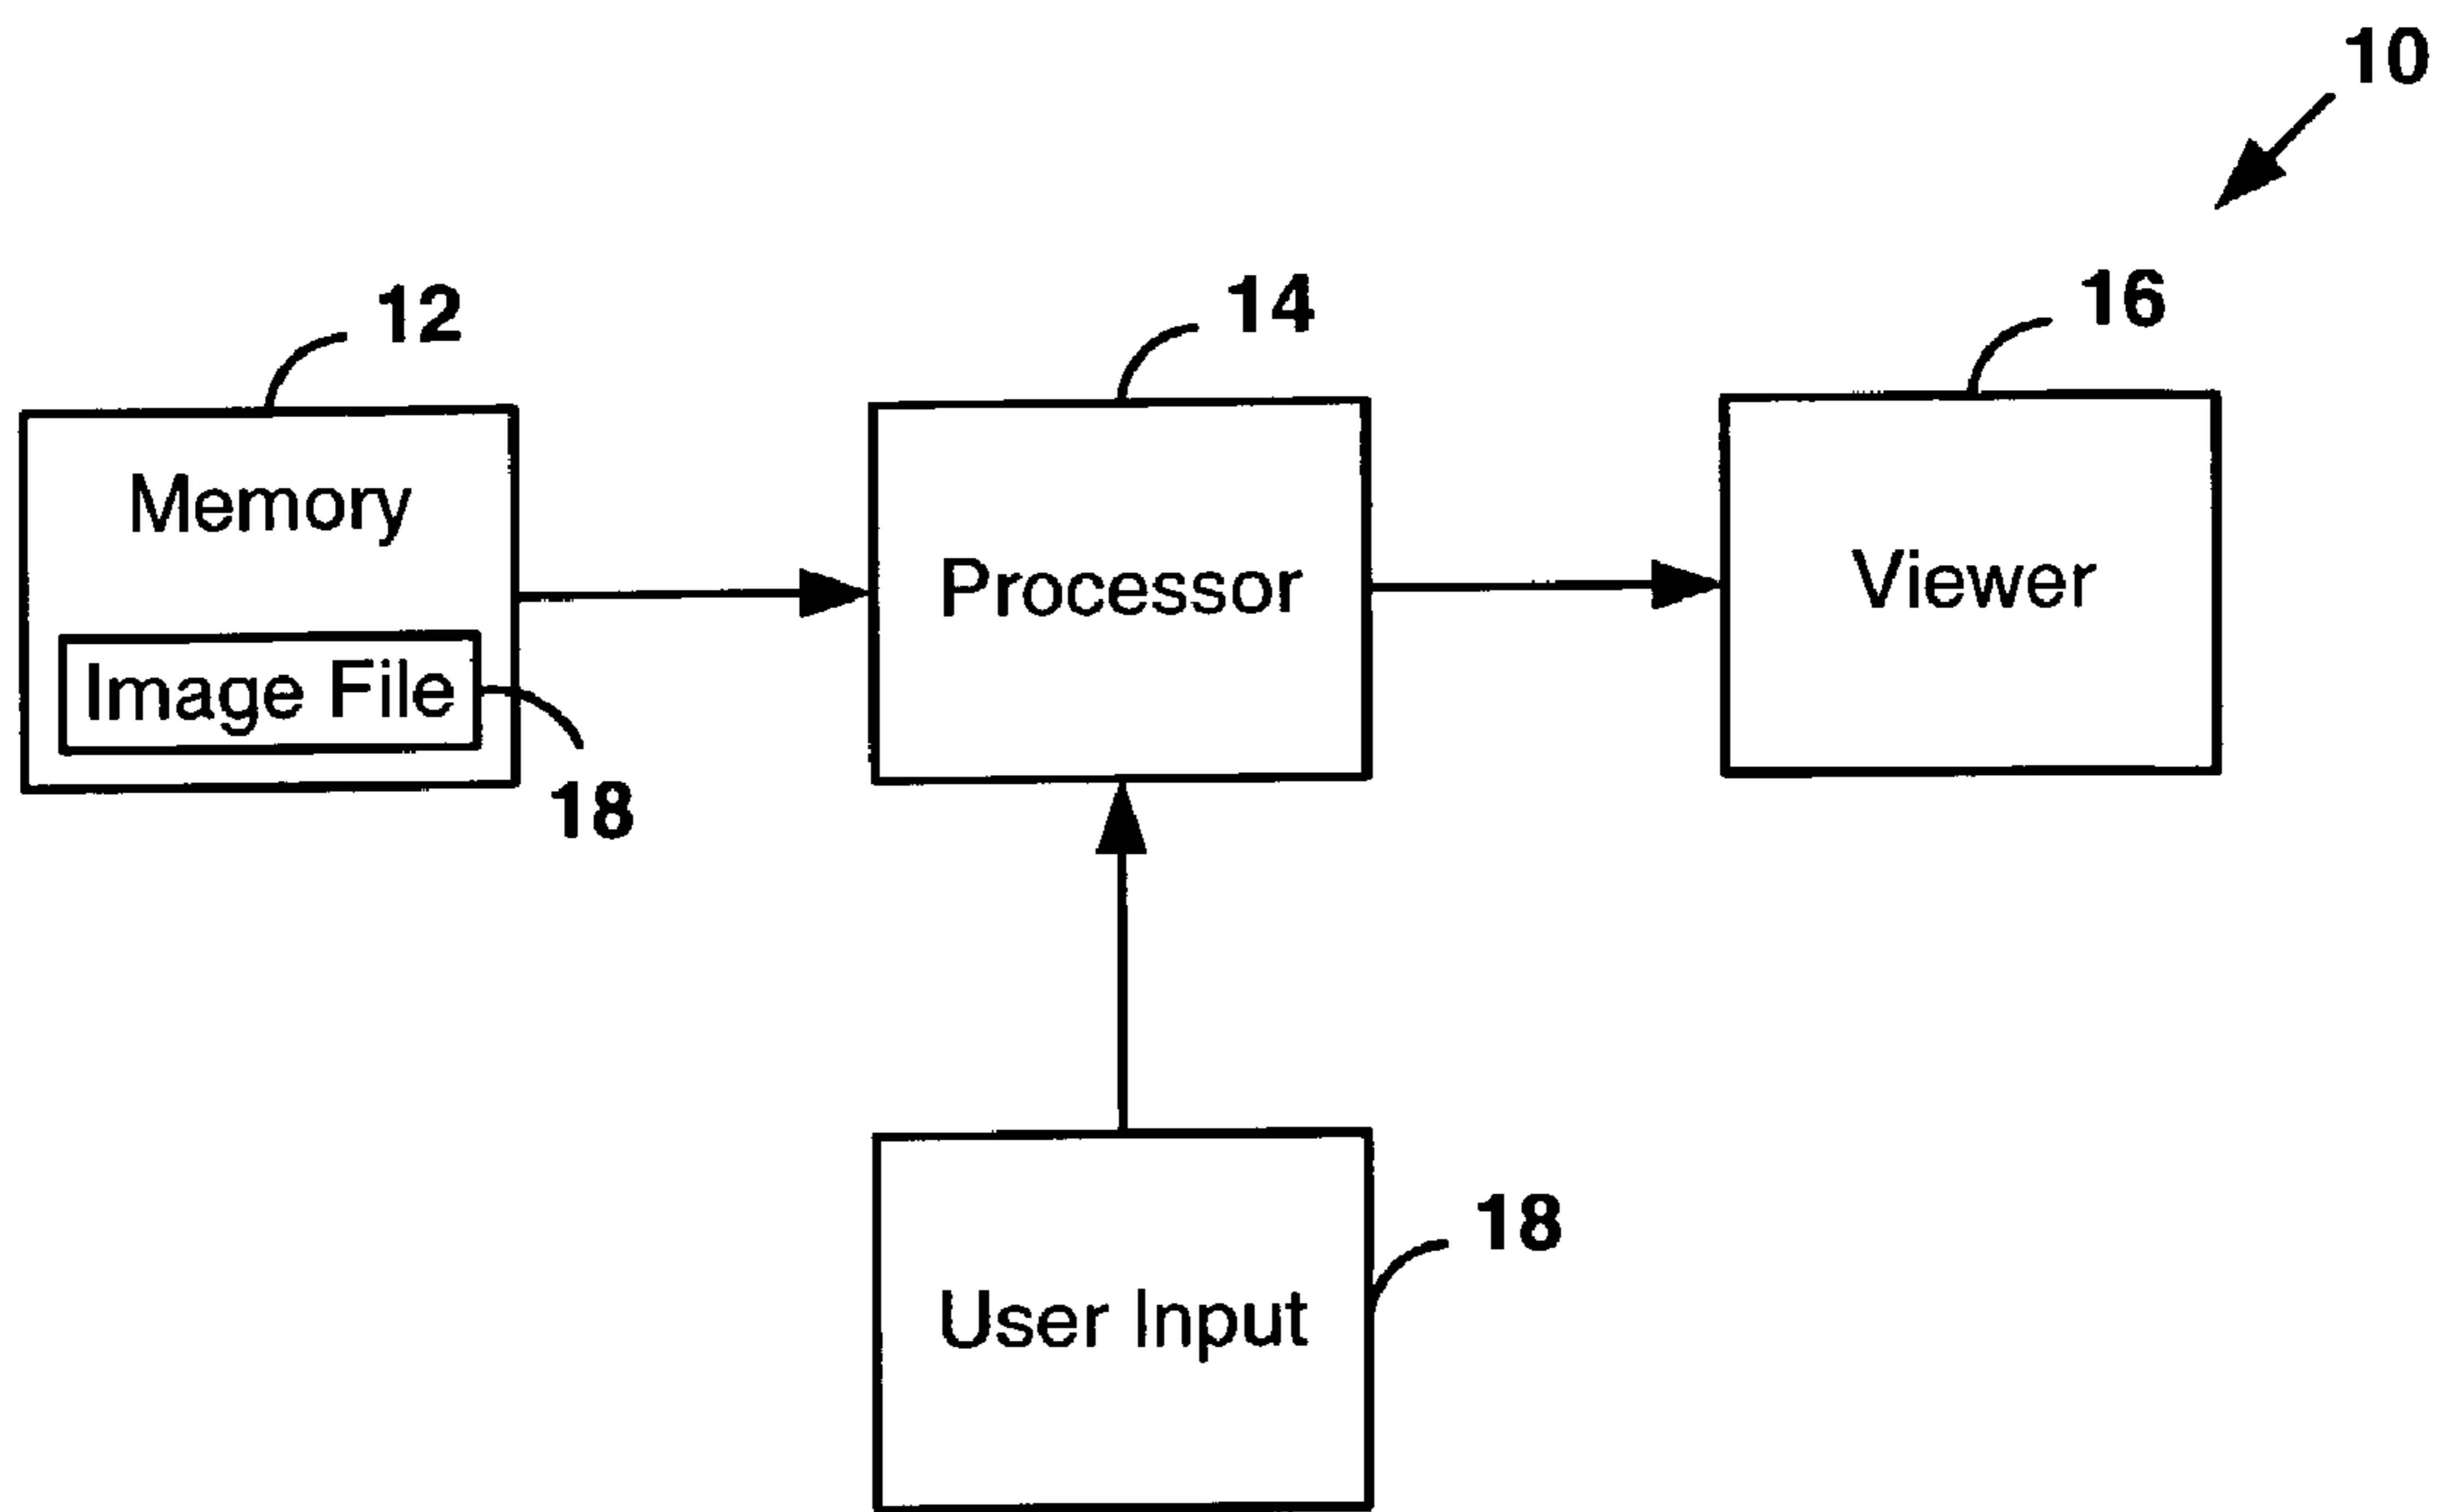 10
12
14
16
Memory
Processor
Viewer
Image File
18
18
User Input